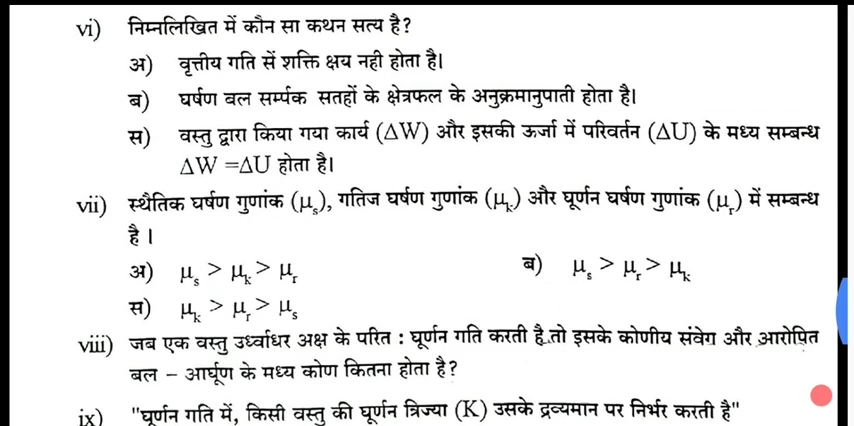 vi) निम्नलिखित में कौन सा कथन सत्य है?
अ) वृत्तीय गति सें शक्ति क्षय नही होता है।
ब) घर्षण बल सर्म्पक सतहों के क्षेत्रफल के अनुक्रमानुपाती होता है।
स) वस्तु द्वारा किया गया कार्य (ΔW) और इसकी ऊर्जा में परिवर्तन (ΔU) के मध्य सम्बन्ध
ΔW =ΔU होता है।
vii) स्थैतिक घर्षण गुणांक (μₛ), गतिज घर्षण गुणांक (μₖ) और घूर्णन घर्षण गुणांक (μᵣ) में सम्बन्ध
है ।
अ) μₛ > μₖ > μᵣ ब) μₛ > μᵣ > μₖ
स) μₖ > μᵣ > μₛ
viii) जब एक वस्तु उर्ध्वाधर अक्ष के परित : घूर्णन गति करती है तो इसके कोणीय संवेग और आरोपित
बल – आर्घूण के मध्य कोण कितना होता है?
ix) "घूर्णन गति में, किसी वस्तु की घूर्णन त्रिज्या (K) उसके द्रव्यमान पर निर्भर करती है"